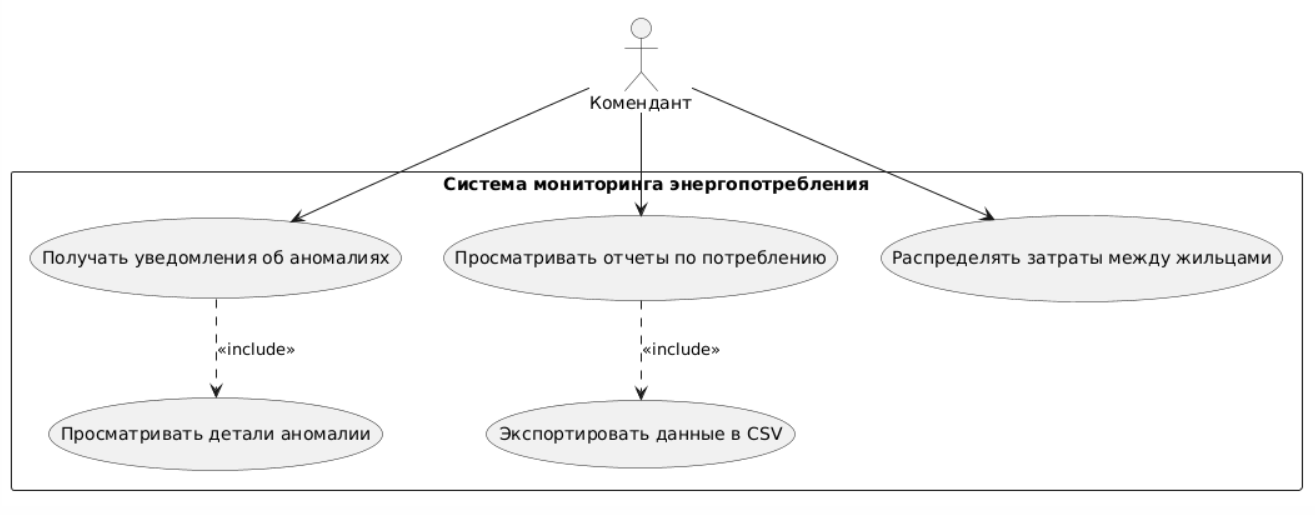 Комендант
Система мониторинга энергопотребления
Получать уведомления об аномалиях
Просматривать отчеты по потреблению
Распределять затраты между жильцами
«include»
«include»
Просматривать детали аномалии
Экспортировать данные в CSV